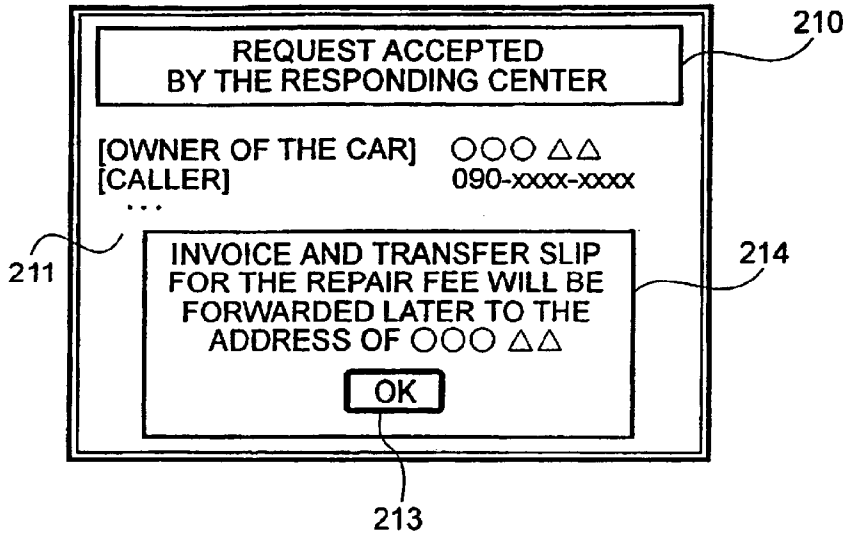 REQUEST ACCEPTED
BY THE RESPONDING CENTER
210
[OWNER OF THE CAR] ○○○ △△
[CALLER] 090-xxxx-xxxx
...
211
INVOICE AND TRANSFER SLIP
FOR THE REPAIR FEE WILL BE
FORWARDED LATER TO THE
ADDRESS OF ○○○ △△
214
OK
213